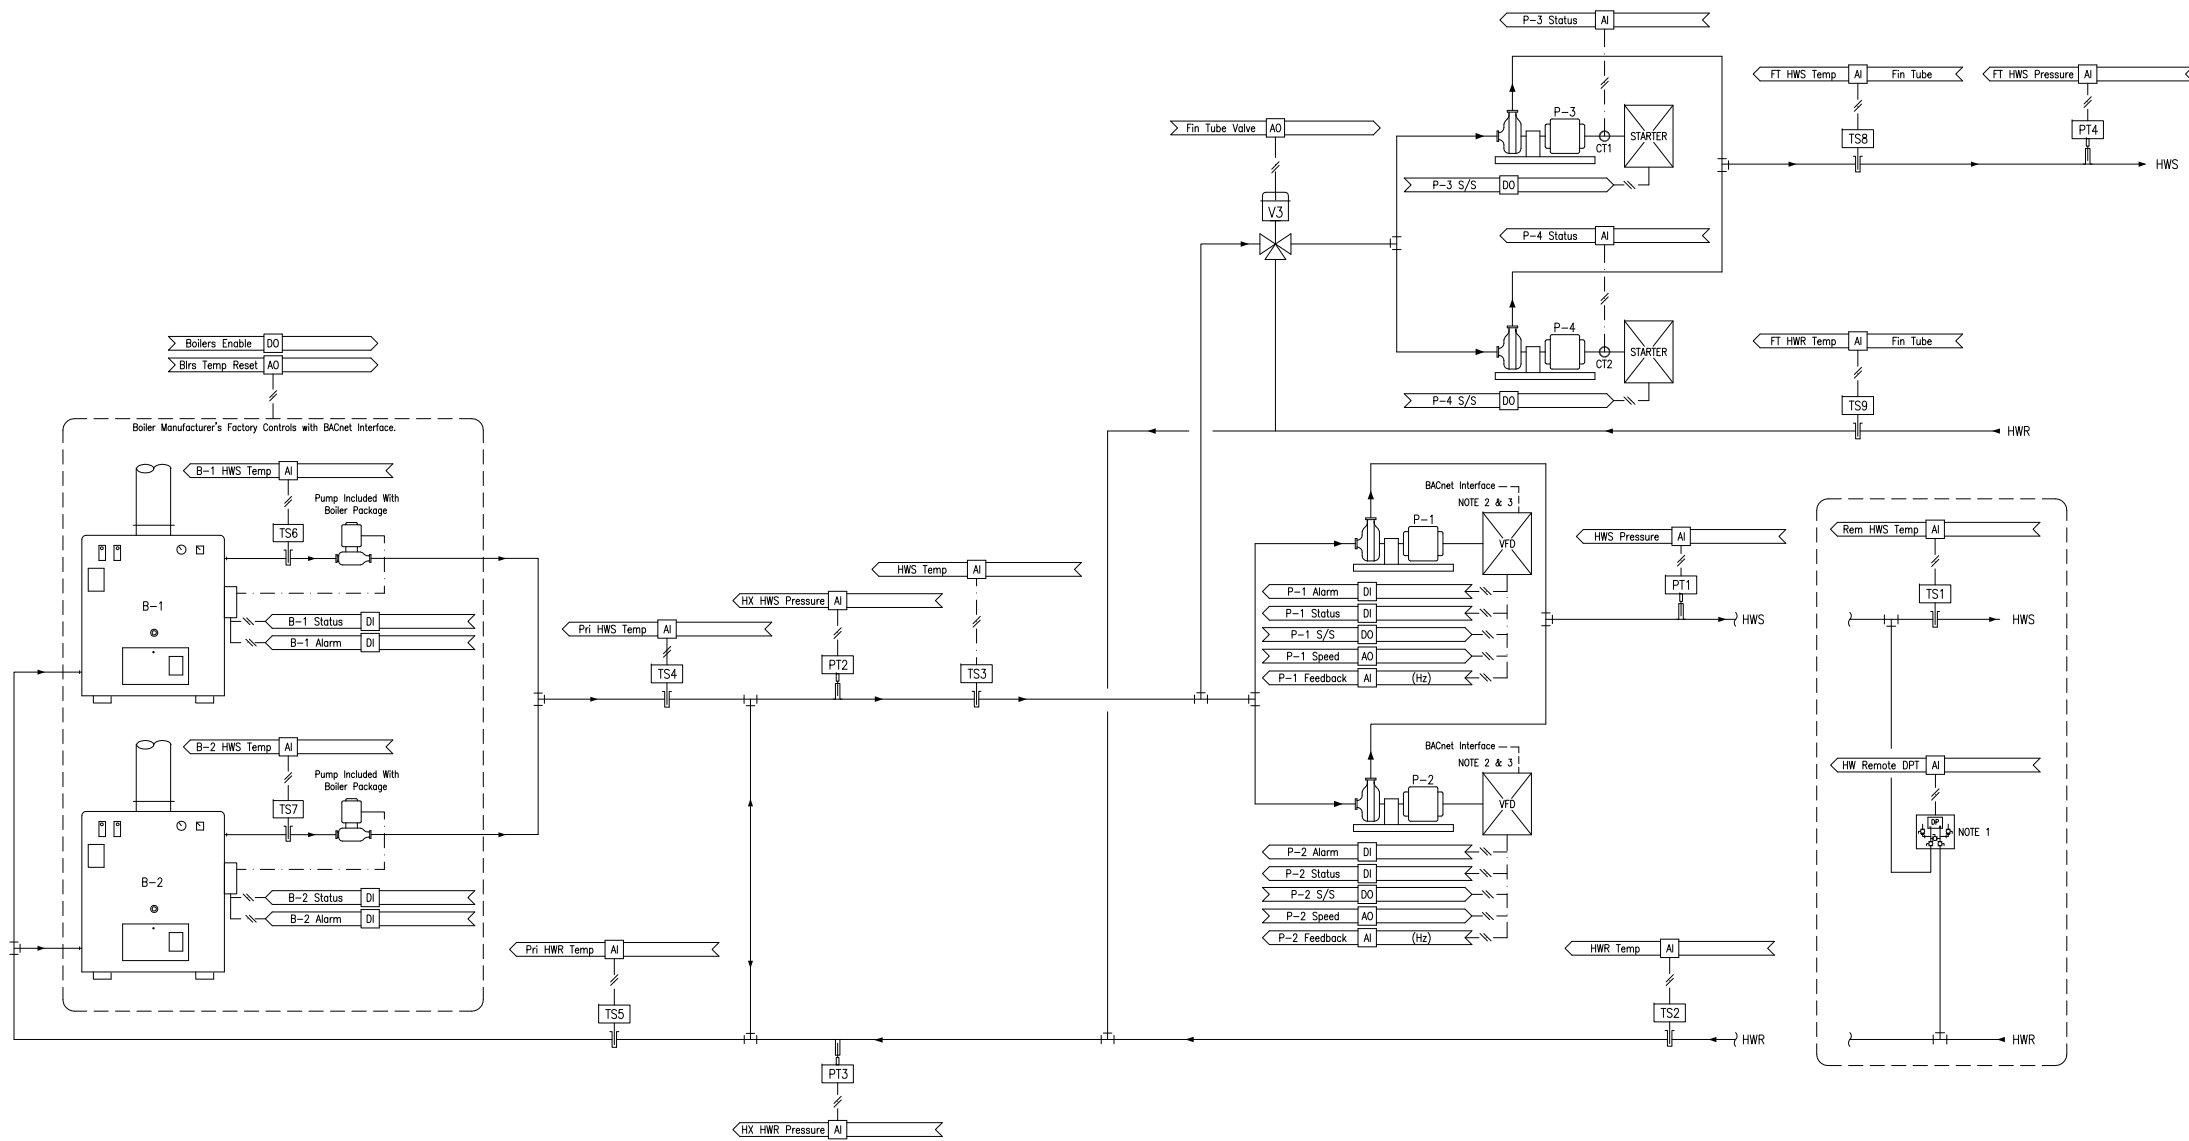 P-3 Status AI
FT HWS Temp AI Fin Tube
FT HWS Pressure AI
Fin Tube Valve AO
P-3
STARTER
CT1
TS8
PT4
HWS
P-3 S/S DO
V3
P-4 Status AI
P-4
STARTER
CT2
FT HWR Temp AI Fin Tube
P-4 S/S DO
TS9
HWR
Boilers Enable DO
Blrs Temp Reset AO
Boiler Manufacturer's Factory Controls with BACnet Interface.
B-1 HWS Temp AI
Pump Included With
Boiler Package
TS6
B-1
B-1 Status DI
B-1 Alarm DI
B-2 HWS Temp AI
Pump Included With
Boiler Package
TS7
B-2
B-2 Status DI
B-2 Alarm DI
Pri HWS Temp AI
TS4
HX HWS Pressure AI
PT2
HWS Temp AI
TS3
BACnet Interface
NOTE 2 & 3
P-1
VFD
P-1 Alarm DI
P-1 Status DI
P-1 S/S DO
P-1 Speed AO
P-1 Feedback AI (Hz)
HWS Pressure AI
PT1
HWS
BACnet Interface
NOTE 2 & 3
P-2
VFD
P-2 Alarm DI
P-2 Status DI
P-2 S/S DO
P-2 Speed AO
P-2 Feedback AI (Hz)
Rem HWS Temp AI
TS1
HWS
HW Remote DPT AI
DP
NOTE 1
HWR
Pri HWR Temp AI
TS5
HWR Temp AI
TS2
HWR
PT3
HX HWR Pressure AI